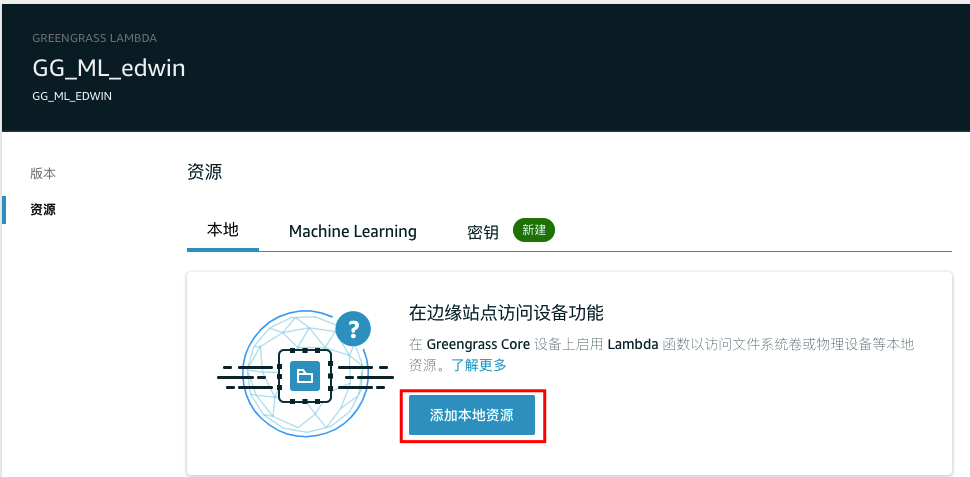 GREENGRASS LAMBDA
GG_ML_edwin
GG_ML_EDWIN
版本
资源
资源
本地
Machine Learning
密钥
新建
?
在边缘站点访问设备功能
在 Greengrass Core 设备上启用 Lambda 函数以访问文件系统卷或物理设备等本地
资源。了解更多
添加本地资源